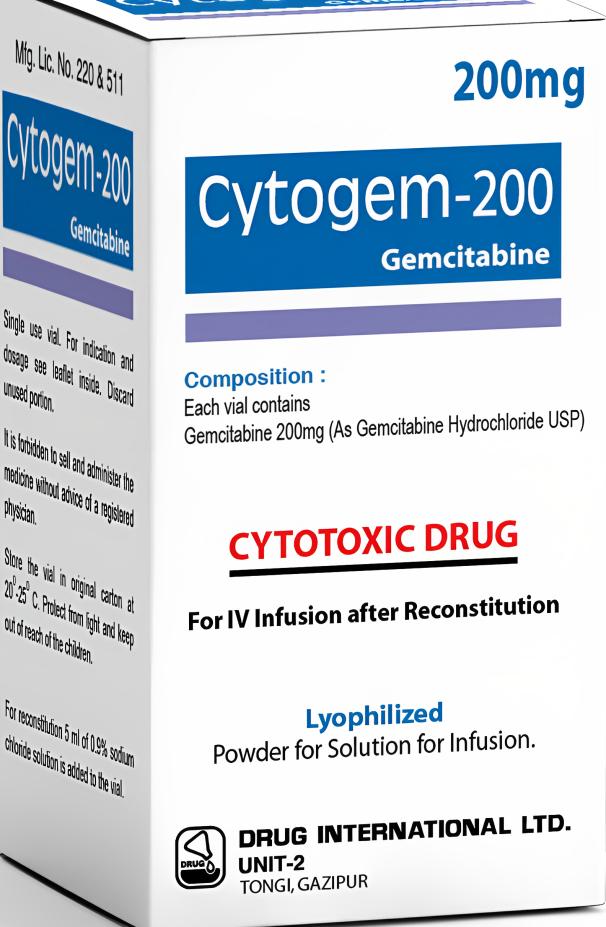 Mfg. Lic. No. 220 & 511
Cytogem-200
Gemcitabine
Single use vial. For indication and
dosage see leaflet inside. Discard
unused portion.
It is forbidden to sell and administer the
medicine without advice of a registered
physician.
Store the vial in original carton at
20⁰-25⁰ C. Protect from light and keep
out of reach of the children.
For reconstitution 5 ml of 0.9% sodium
chloride solution is added to the vial.
200mg
Cytogem-200
Gemcitabine
Composition :
Each vial contains
Gemcitabine 200mg (As Gemcitabine Hydrochloride USP)
CYTOTOXIC DRUG
For IV Infusion after Reconstitution
Lyophilized
Powder for Solution for Infusion.
DRUG
DRUG INTERNATIONAL LTD.
UNIT-2
TONGI, GAZIPUR